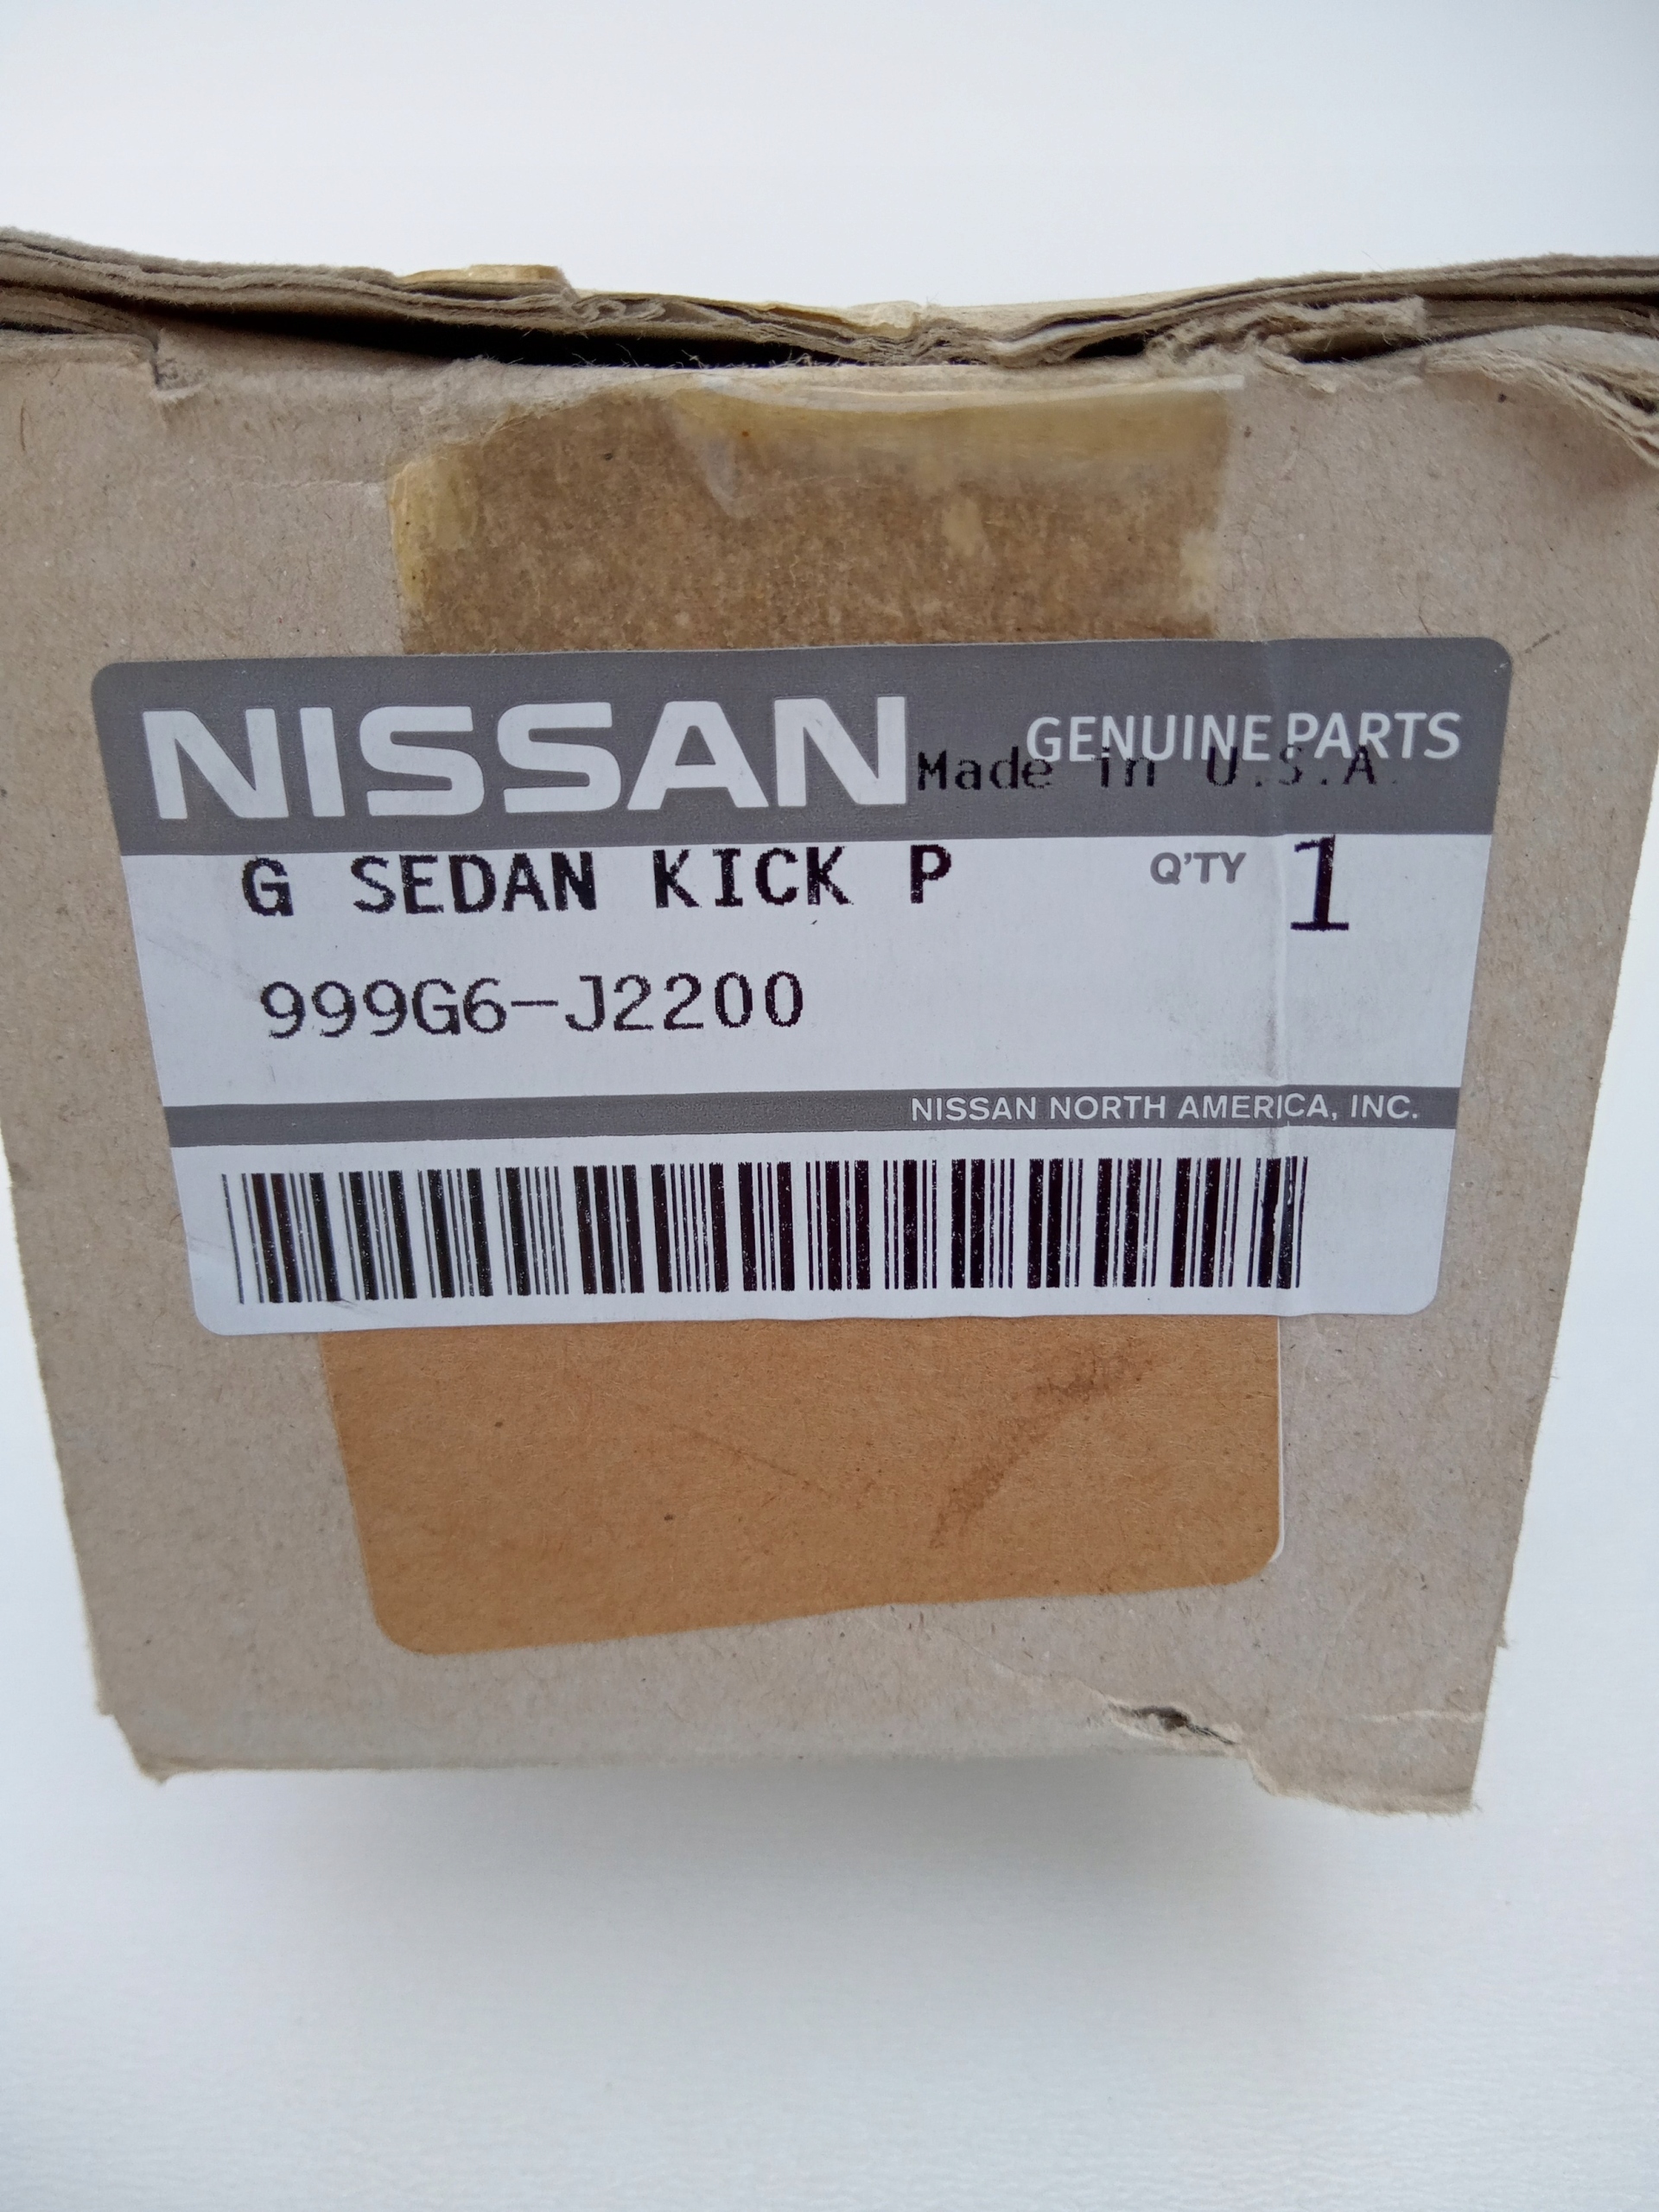 NISSAN GENUINE PARTS
Made in U.S.A.
G SEDAN KICK P Q'TY 1
999G6-J2200
NISSAN NORTH AMERICA, INC.